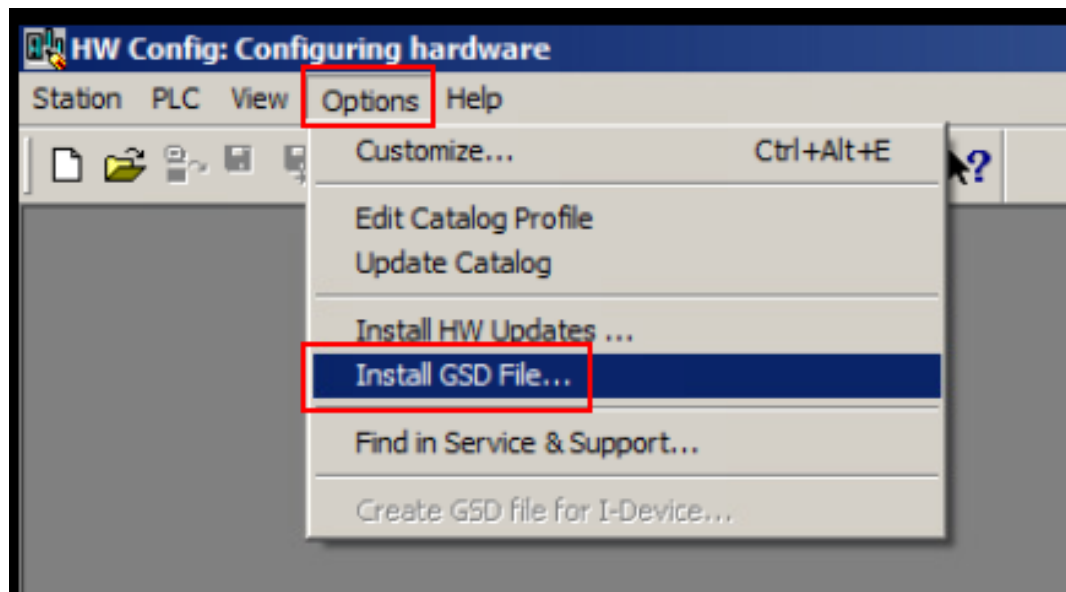 HW Config: Configuring hardware
Station PLC View Options Help
Customize... Ctrl+Alt+E
?
Edit Catalog Profile
Update Catalog
Install HW Updates ...
Install GSD File...
Find in Service & Support...
Create GSD file for I-Device...